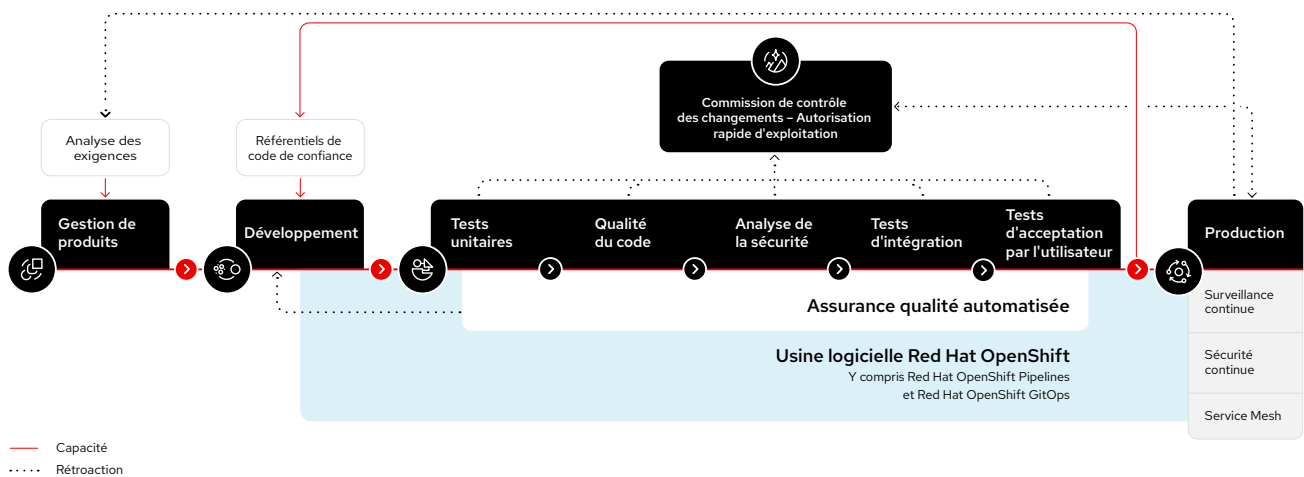 Commission de contrôle
des changements – Autorisation
rapide d'exploitation
Analyse des
exigences
Référentiels de
code de confiance
Gestion de
produits
Développement
Tests
unitaires
Qualité
du code
Analyse de
la sécurité
Tests
d'intégration
Tests
d'acceptation
par l'utilisateur
Production
Assurance qualité automatisée
Usine logicielle Red Hat OpenShift
Y compris Red Hat OpenShift Pipelines
et Red Hat OpenShift GitOps
Surveillance
continue
Sécurité
continue
Service Mesh
Capacité
Rétroaction